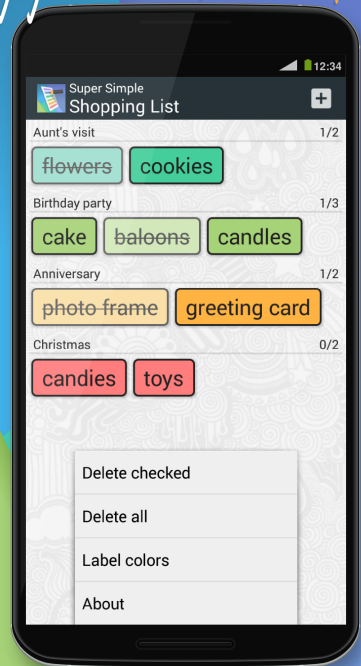 12:34
Super Simple
Shopping List
Aunt's visit 1/2
flowers cookies
Birthday party 1/3
cake baloons candles
Anniversary 1/2
photo frame greeting card
Christmas 0/2
candies toys
Delete checked
Delete all
Label colors
About